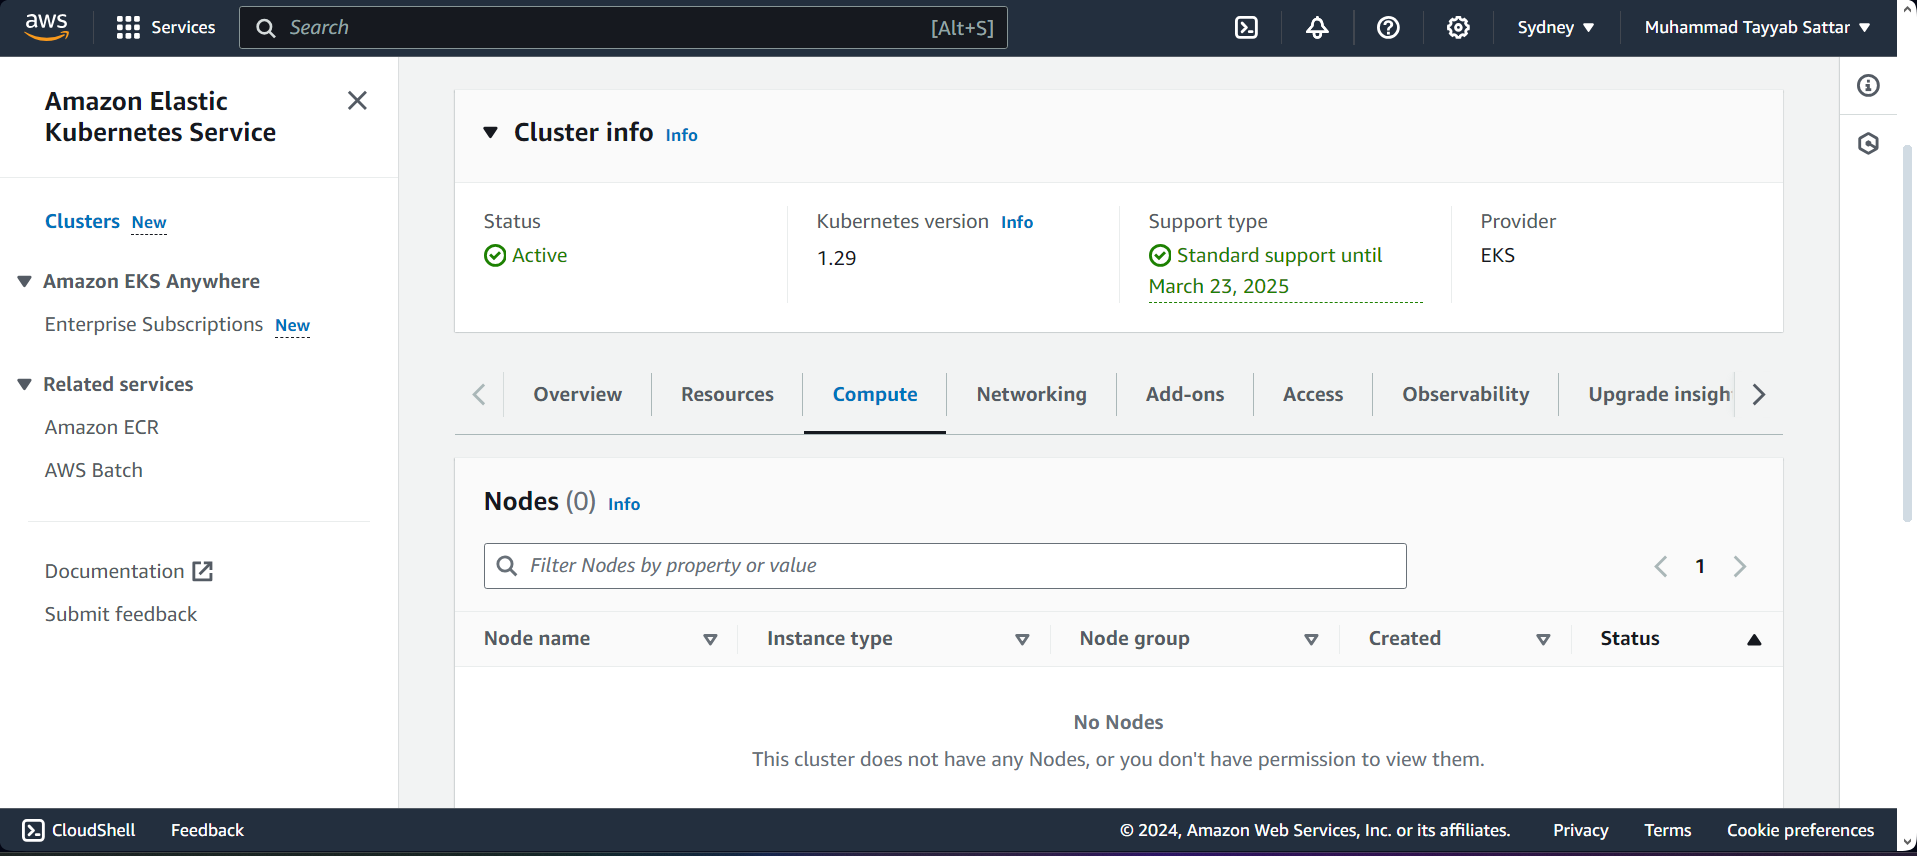 aws
Services
Search
[Alt+S]
Sydney
Muhammad Tayyab Sattar
Amazon Elastic
Kubernetes Service
Clusters New
Amazon EKS Anywhere
Enterprise Subscriptions New
Related services
Amazon ECR
AWS Batch
Documentation
Submit feedback
Cluster info Info
Status
Active
Kubernetes version Info
1.29
Support type
Standard support until
March 23, 2025
Provider
EKS
Overview
Resources
Compute
Networking
Add-ons
Access
Observability
Upgrade insigh
Nodes (0) Info
Filter Nodes by property or value
1
Node name
Instance type
Node group
Created
Status
No Nodes
This cluster does not have any Nodes, or you don't have permission to view them.
CloudShell
Feedback
© 2024, Amazon Web Services, Inc. or its affiliates.
Privacy
Terms
Cookie preferences